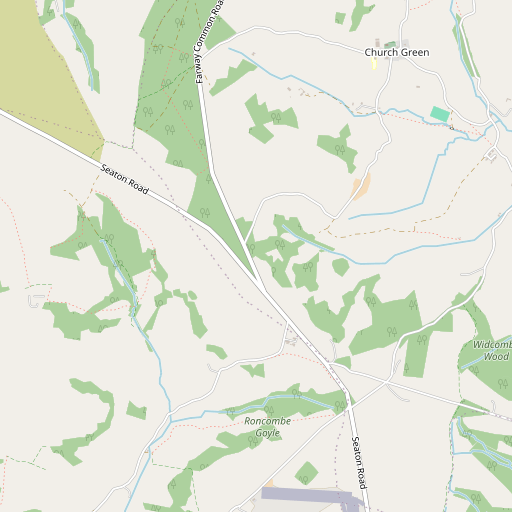 Farway Common Road
Church Green
Seaton Road
Widcombe
Wood
Roncombe
Goyle
Seaton Road